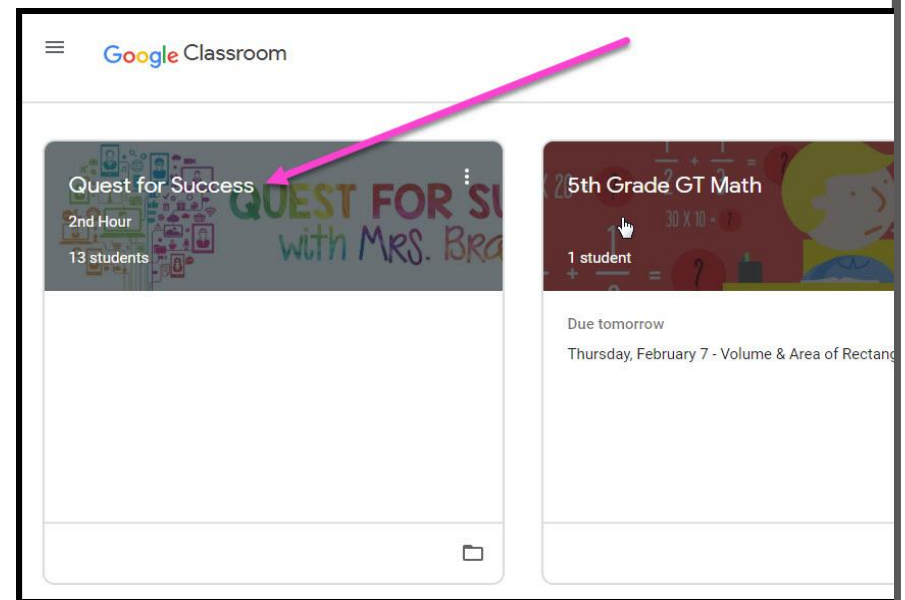 Google Classroom
Quest for Success
2nd Hour
13 students
QUEST FOR SU
with MRS. BRA
5th Grade GT Math
1 student
30 X 10 = ?
Due tomorrow
Thursday, February 7 - Volume & Area of Rectang